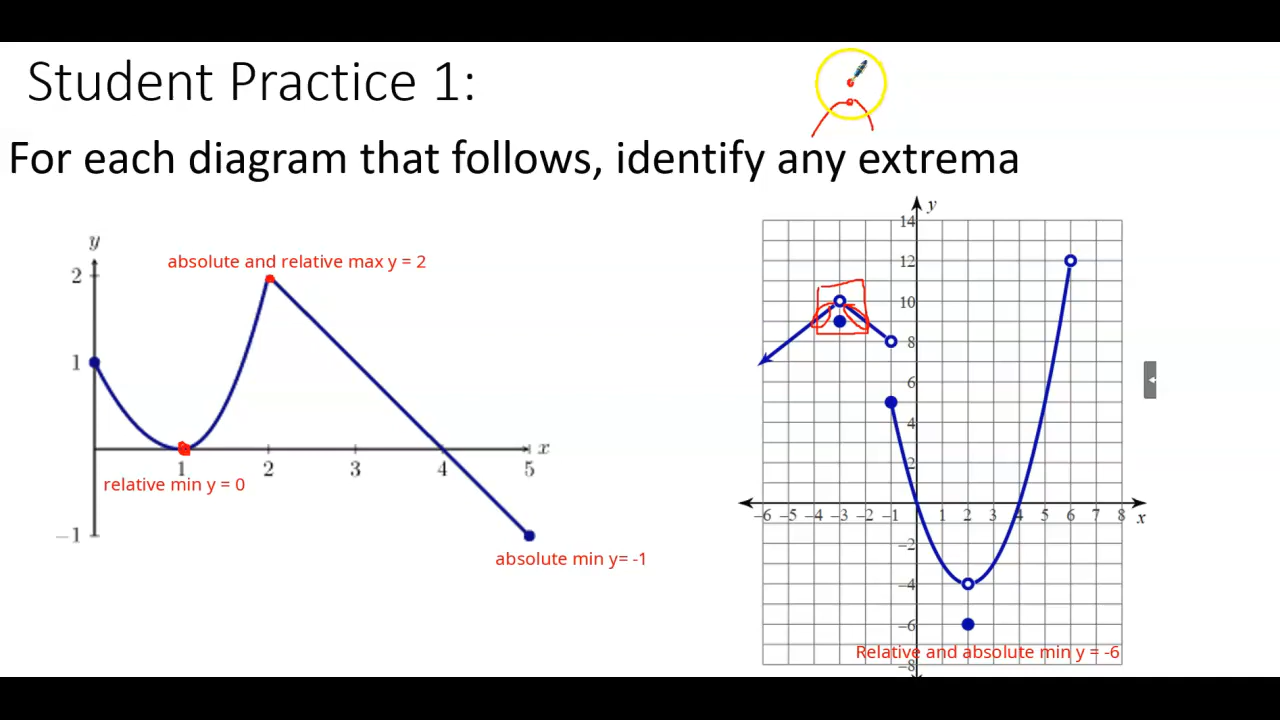 Student Practice 1:
For each diagram that follows, identify any extrema
y
absolute and relative max y = 2
2
1
x
1 2 3 4 5
relative min y = 0
−1
absolute min y= -1
y
14
12
10
8
6
4
2
−6 −5 −4 −3 −2 −1 1 2 3 4 5 6 7 8 x
−2
−4
−6
Relative and absolute min y = -6
−8